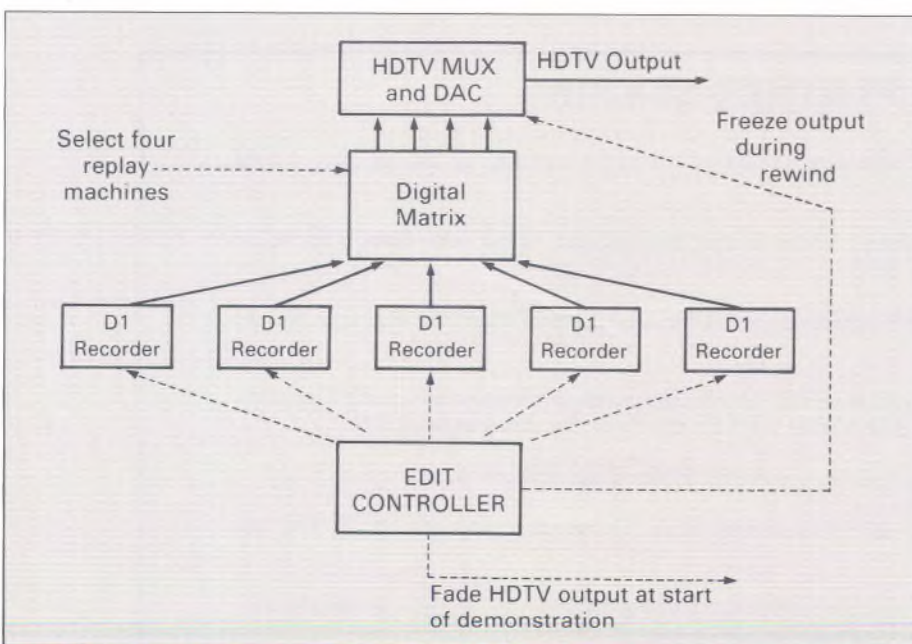 HDTV MUX
and DAC
HDTV Output
Select four
replay
machines
Freeze output
during
rewind
Digital
Matrix
D1
Recorder
D1
Recorder
D1
Recorder
D1
Recorder
D1
Recorder
EDIT
CONTROLLER
Fade HDTV output at start
of demonstration